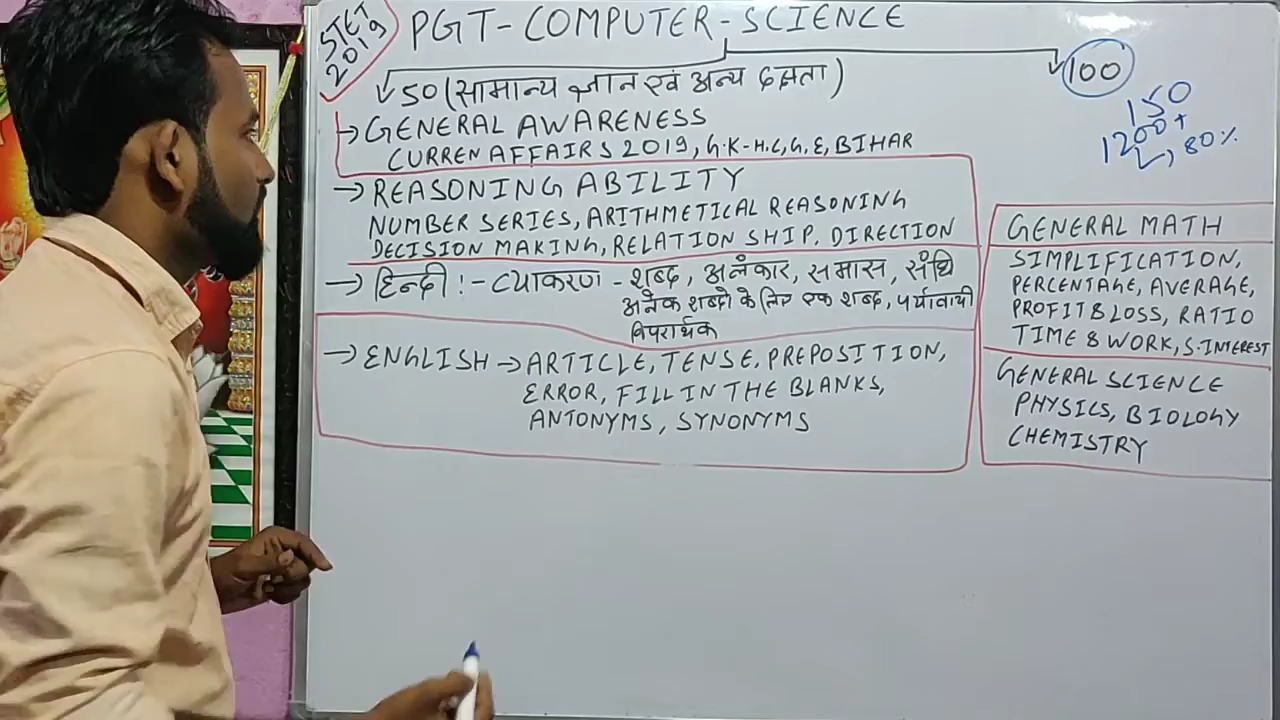 STET
2019
PGT-COMPUTER-SCIENCE
50 (सामान्य ज्ञान एवं अन्य दक्षता)
100
150
1200+
80%
→ GENERAL AWARENESS
CURREN AFFAIRS 2019, G.K-H.C,G,E,BIHAR
→ REASONING ABILITY
NUMBER SERIES, ARITHMETICAL REASONING
DECISION MAKING, RELATION SHIP, DIRECTION
→ हिन्दी :- व्याकरण - शब्द, अलंकार, समास, संधि
अनेक शब्दो के लिए एक शब्द, पर्यावायी
विपरार्थक
→ ENGLISH → ARTICLE, TENSE, PREPOSITION,
ERROR, FILL IN THE BLANKS,
ANTONYMS, SYNONYMS
GENERAL MATH
SIMPLIFICATION,
PERCENTAGE, AVERAGE,
PROFIT & LOSS, RATIO
TIME & WORK, S.INTEREST
GENERAL SCIENCE
PHYSICS, BIOLOGY
CHEMISTRY